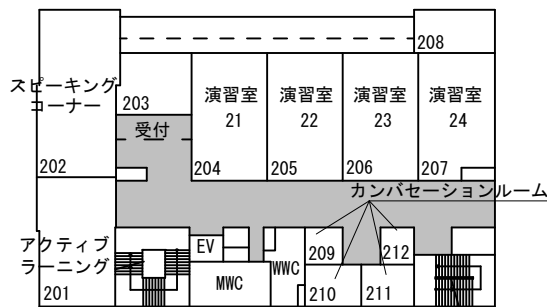 208
スピーキング
コーナー
203
演習室
21
演習室
22
演習室
23
演習室
24
受付
202
204
205
206
207
カンバセーションルーム
アクティブ
ラーニング
EV
209
212
WWC
MWC
210
211
201